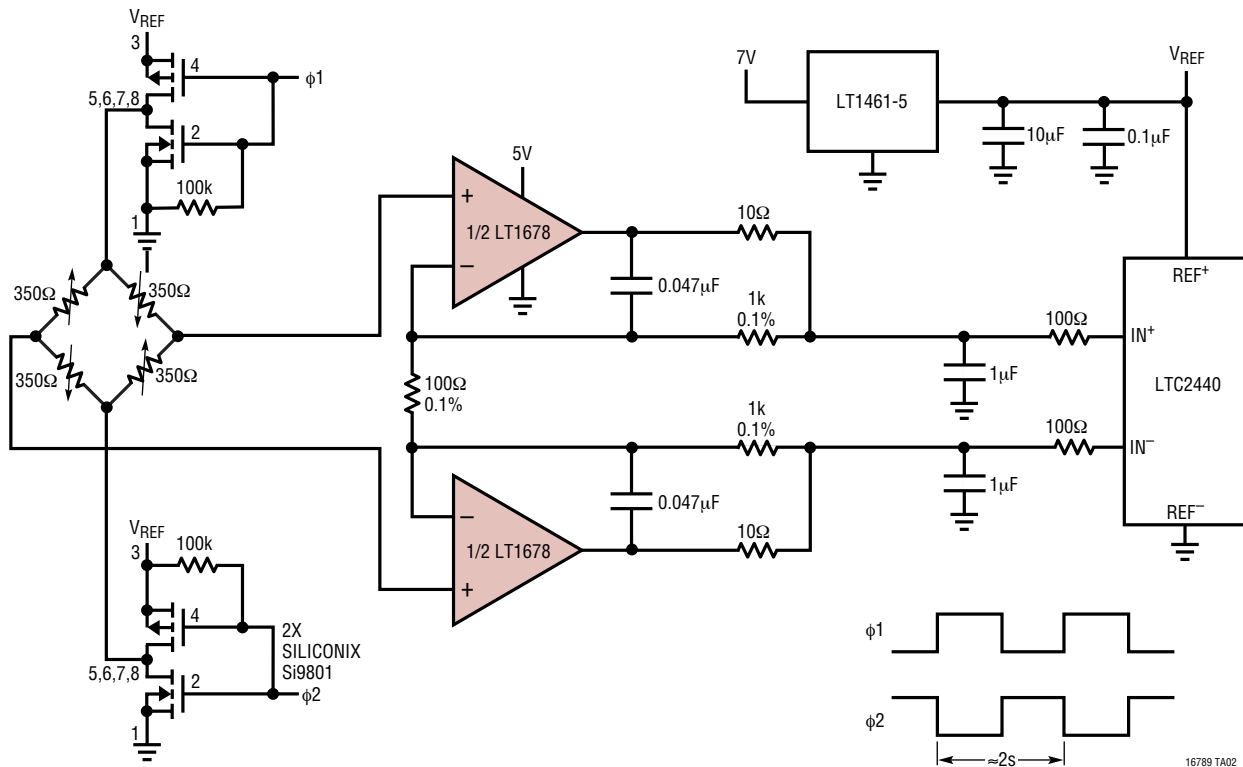 VREF
3
4
ϕ1
5,6,7,8
2
100k
1
350Ω
350Ω
350Ω
350Ω
VREF
3
100k
4
2X
SILICONIX
Si9801
5,6,7,8
2
ϕ2
1
5V
+
1/2 LT1678
–
10Ω
0.047µF
1k
0.1%
100Ω
0.1%
1k
0.1%
–
1/2 LT1678
+
0.047µF
10Ω
7V
LT1461-5
VREF
10µF
0.1µF
REF+
100Ω
IN+
1µF
LTC2440
100Ω
IN–
1µF
REF–
ϕ1
ϕ2
≈2s
16789 TA02